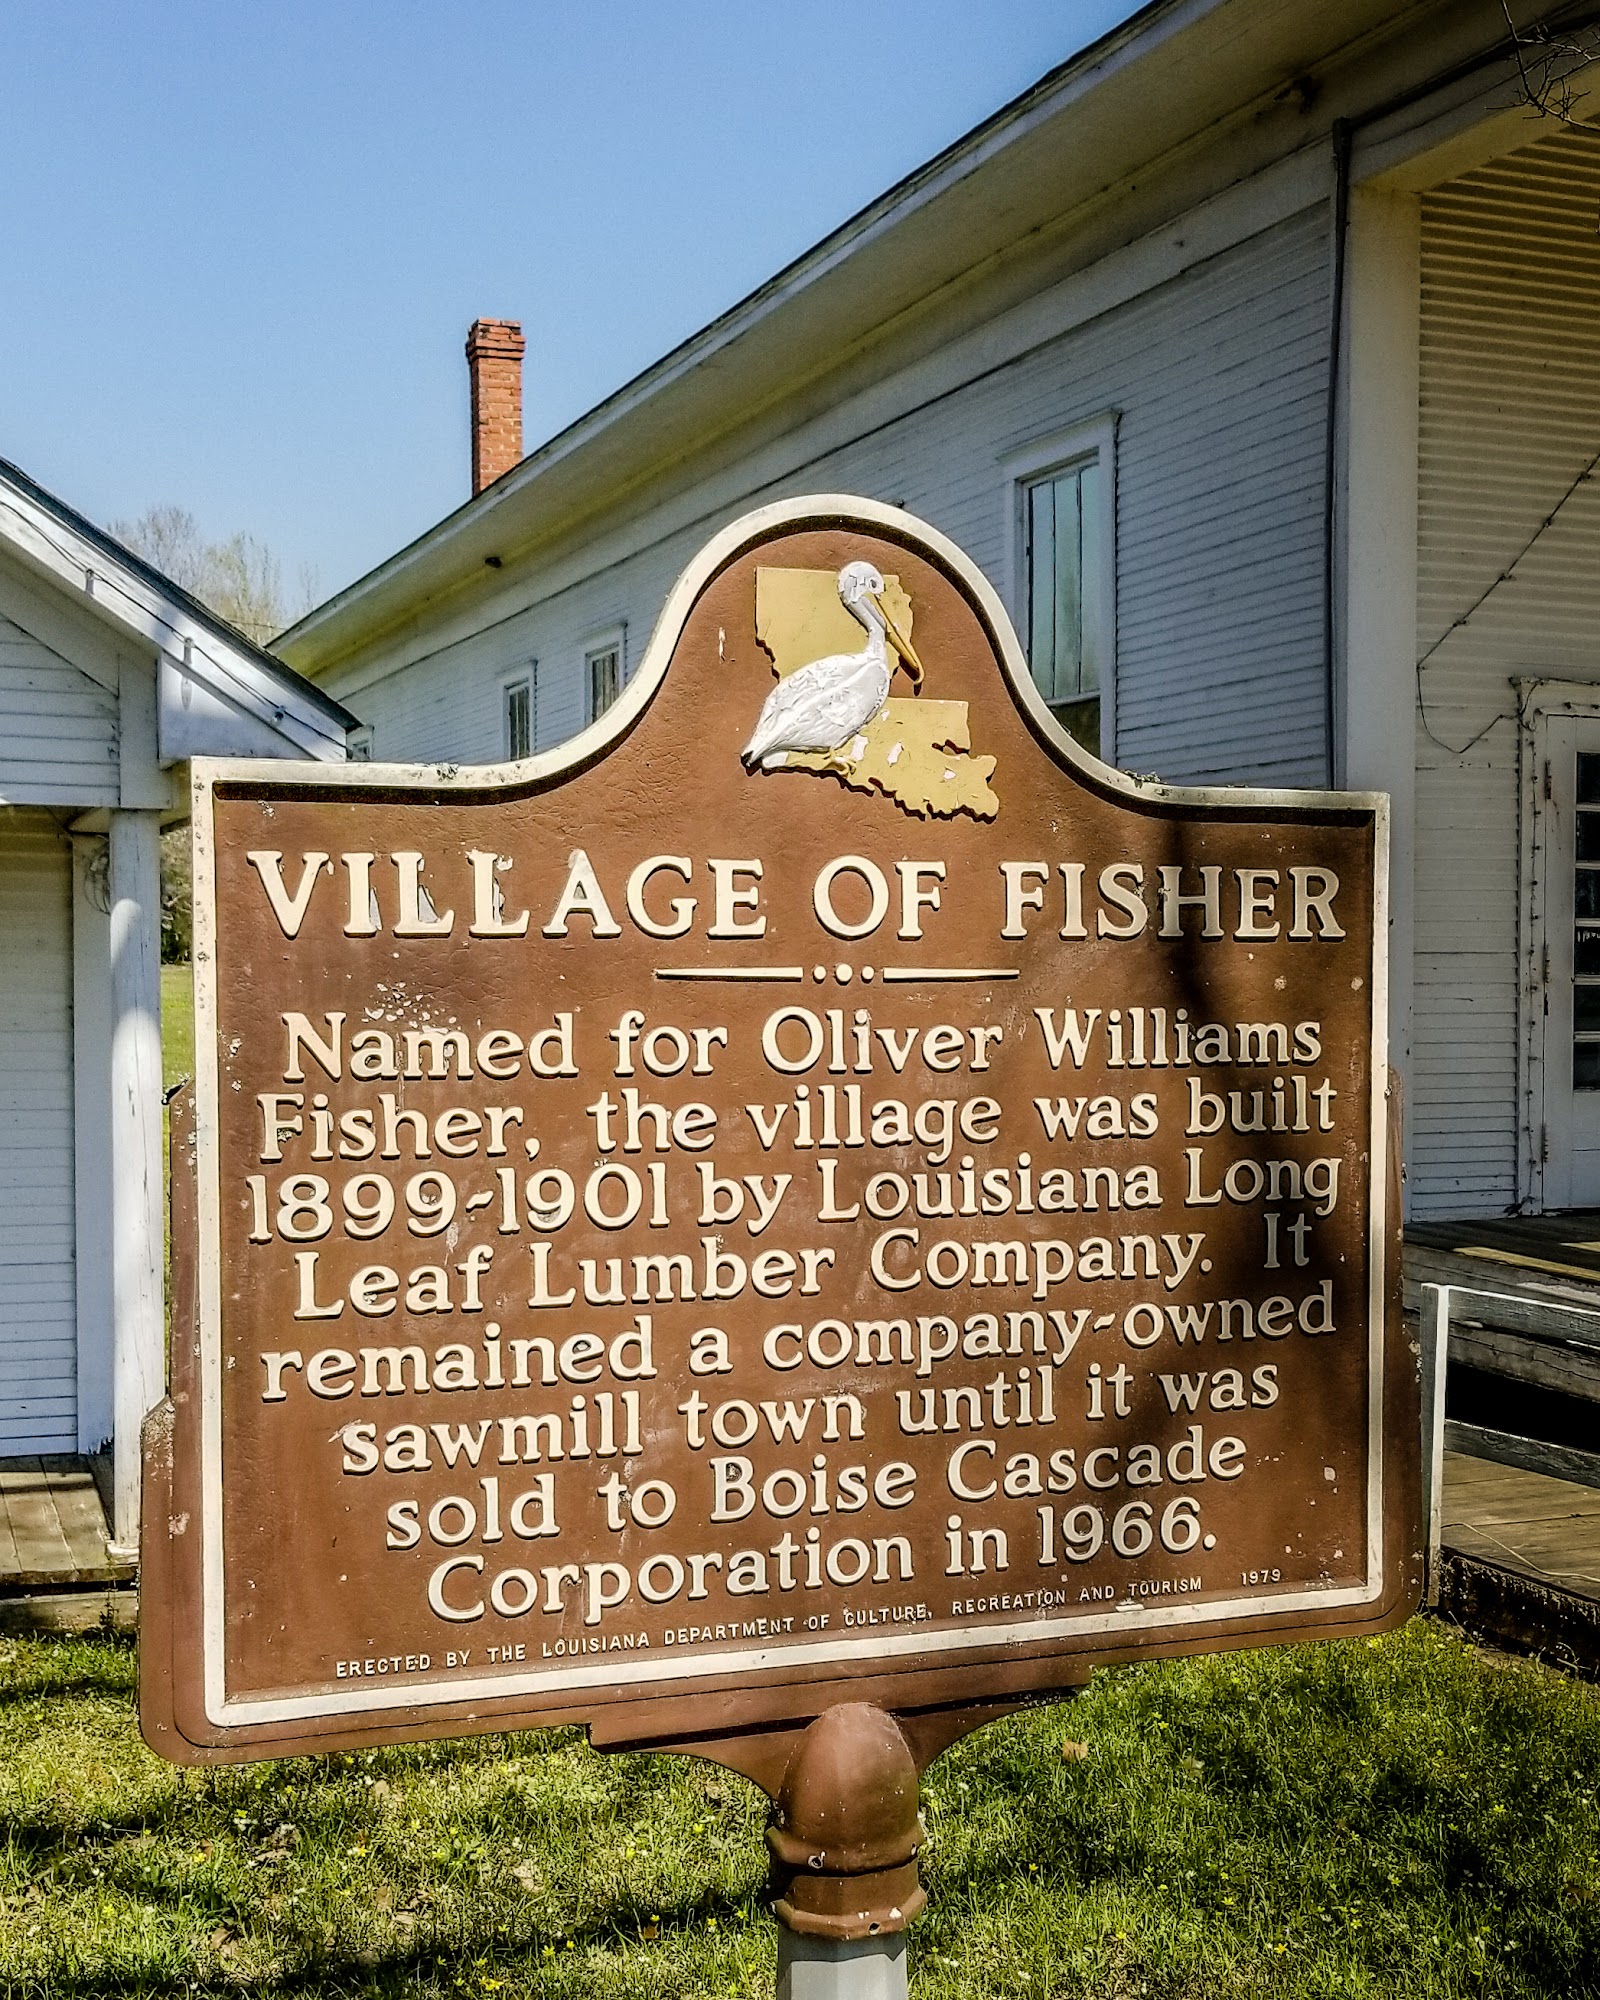 VILLAGE OF FISHER
Named for Oliver Williams
Fisher, the village was built
1899-1901 by Louisiana Long
Leaf Lumber Company. It
remained a company-owned
sawmill town until it was
sold to Boise Cascade
Corporation in 1966.
ERECTED BY THE LOUISIANA DEPARTMENT OF CULTURE, RECREATION AND TOURISM 1979